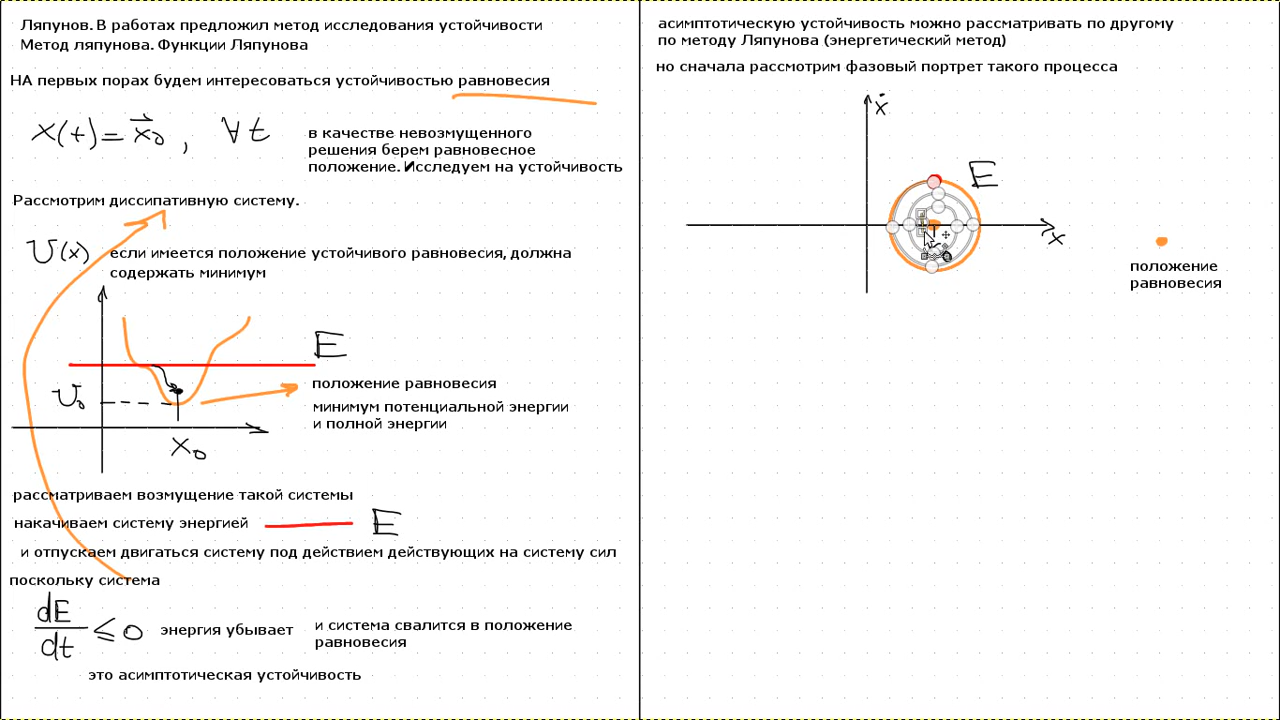 Ляпунов. В работах предложил метод исследования устойчивости
Метод ляпунова. Функции Ляпунова
НА первых порах будем интересоваться устойчивостью равновесия
x(t) = x₀, ∀t
в качестве невозмущенного
решения берем равновесное
положение. Исследуем на устойчивость
Рассмотрим диссипативную систему.
U(x)
если имеется положение устойчивого равновесия, должна
содержать минимум
E
U₀
x₀
положение равновесия
минимум потенциальной энергии
и полной энергии
рассматриваем возмущение такой системы
накачиваем систему энергией
E
и отпускаем двигаться систему под действием действующих на систему сил
поскольку система
dE/dt ≤ 0
энергия убывает
и система свалится в положение
равновесия
это асимптотическая устойчивость
асимптотическую устойчивость можно рассматривать по другому
по методу Ляпунова (энергетический метод)
но сначала рассмотрим фазовый портрет такого процесса
ẋ
E
x
положение
равновесия